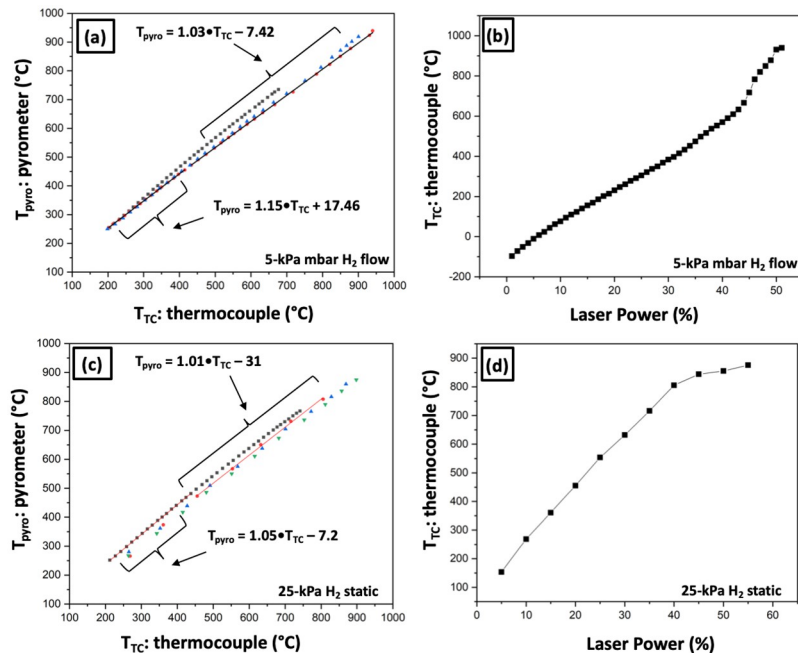 (a)
T_pyro = 1.03•T_TC – 7.42
T_pyro = 1.15•T_TC + 17.46
5-kPa mbar H2 flow
T_pyro: pyrometer (°C)
1000
900
800
700
600
500
400
300
200
100
100 200 300 400 500 600 700 800 900 1000
T_TC: thermocouple (°C)
(b)
5-kPa mbar H2 flow
T_TC: thermocouple (°C)
1000
800
600
400
200
0
-200
0 10 20 30 40 50
Laser Power (%)
(c)
T_pyro = 1.01•T_TC – 31
T_pyro = 1.05•T_TC – 7.2
25-kPa H2 static
T_pyro: pyrometer (°C)
1000
900
800
700
600
500
400
300
200
100
100 200 300 400 500 600 700 800 900 1000
T_TC: thermocouple (°C)
(d)
25-kPa H2 static
T_TC: thermocouple (°C)
900
800
700
600
500
400
300
200
100
0 10 20 30 40 50 60
Laser Power (%)